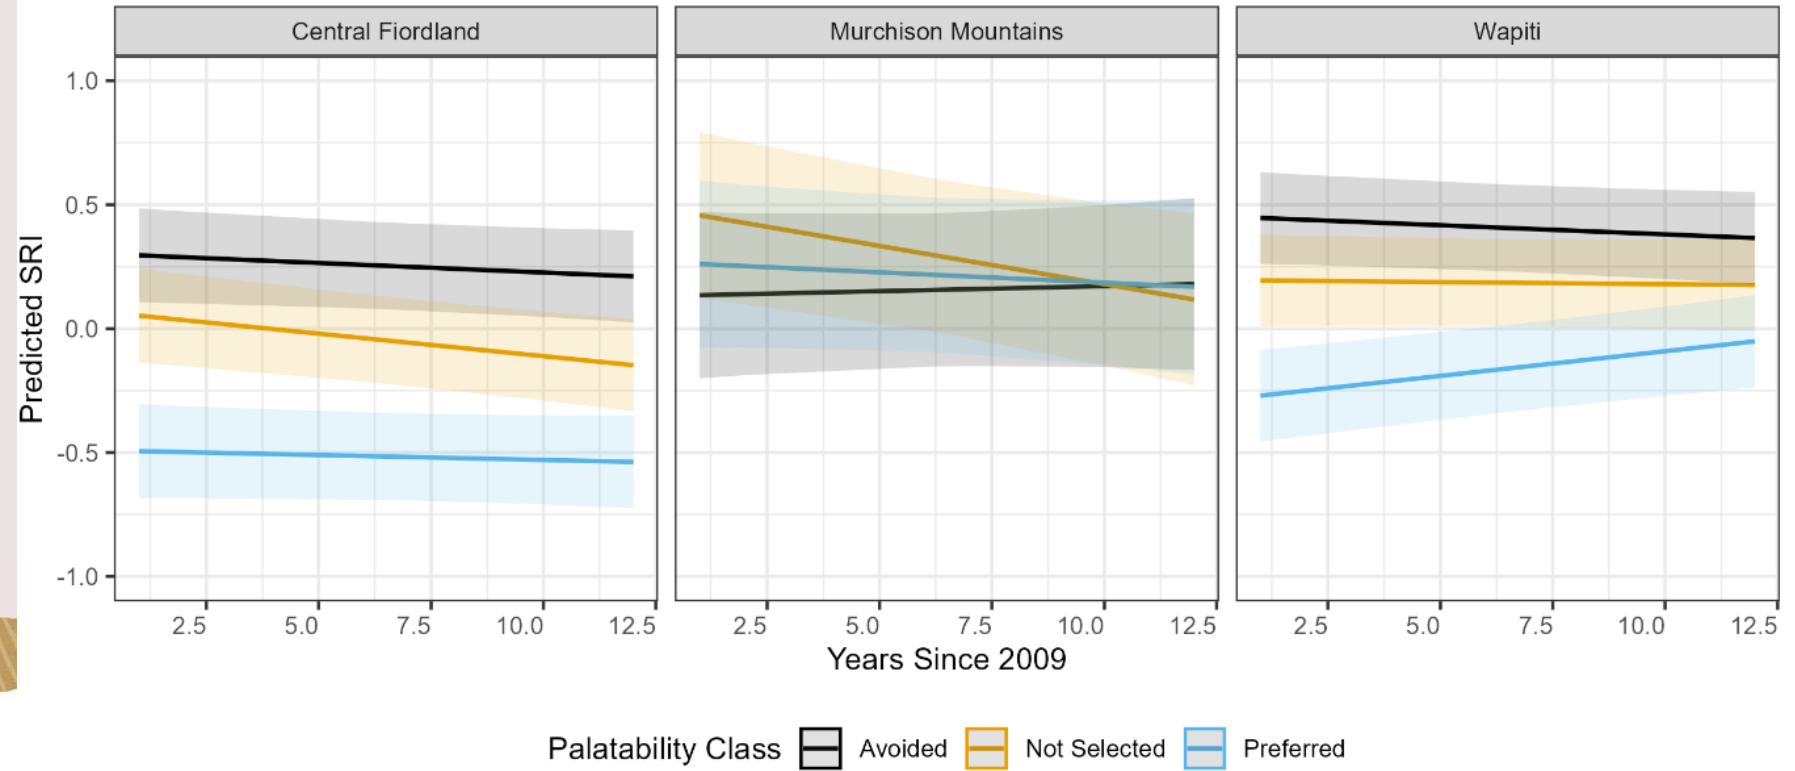 Central Fiordland
Murchison Mountains
Wapiti
Predicted SRI
1.0
0.5
0.0
-0.5
-1.0
2.5 5.0 7.5 10.0 12.5
2.5 5.0 7.5 10.0 12.5
2.5 5.0 7.5 10.0 12.5
Years Since 2009
Palatability Class Avoided Not Selected Preferred